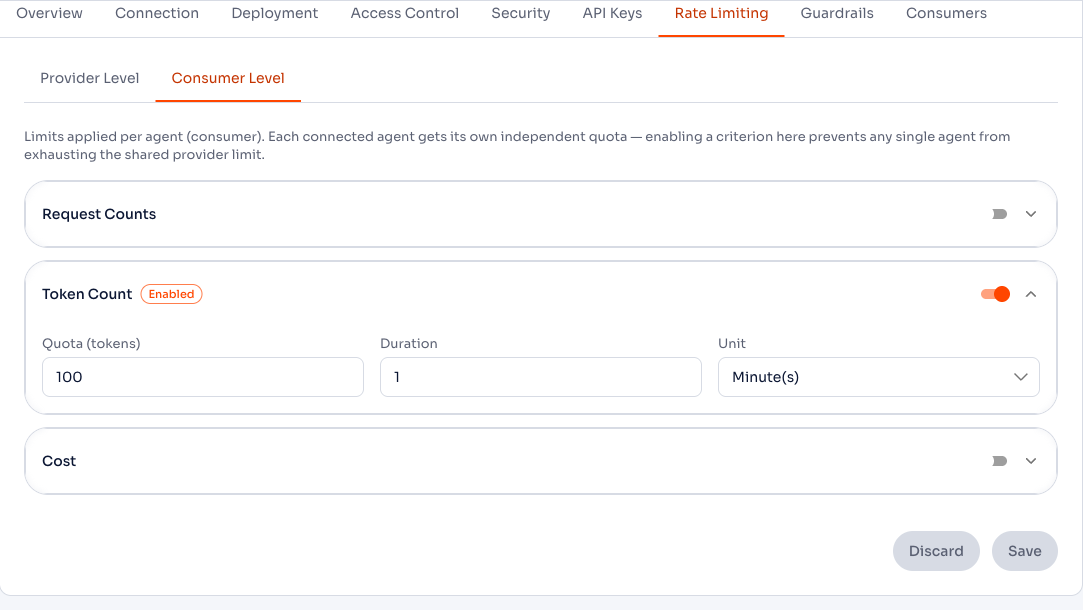 Overview Connection Deployment Access Control Security API Keys Rate Limiting Guardrails Consumers
Provider Level Consumer Level
Limits applied per agent (consumer). Each connected agent gets its own independent quota — enabling a criterion here prevents any single agent from
exhausting the shared provider limit.
Request Counts
Token Count Enabled
Quota (tokens) Duration Unit
100 1 Minute(s)
Cost
Discard Save